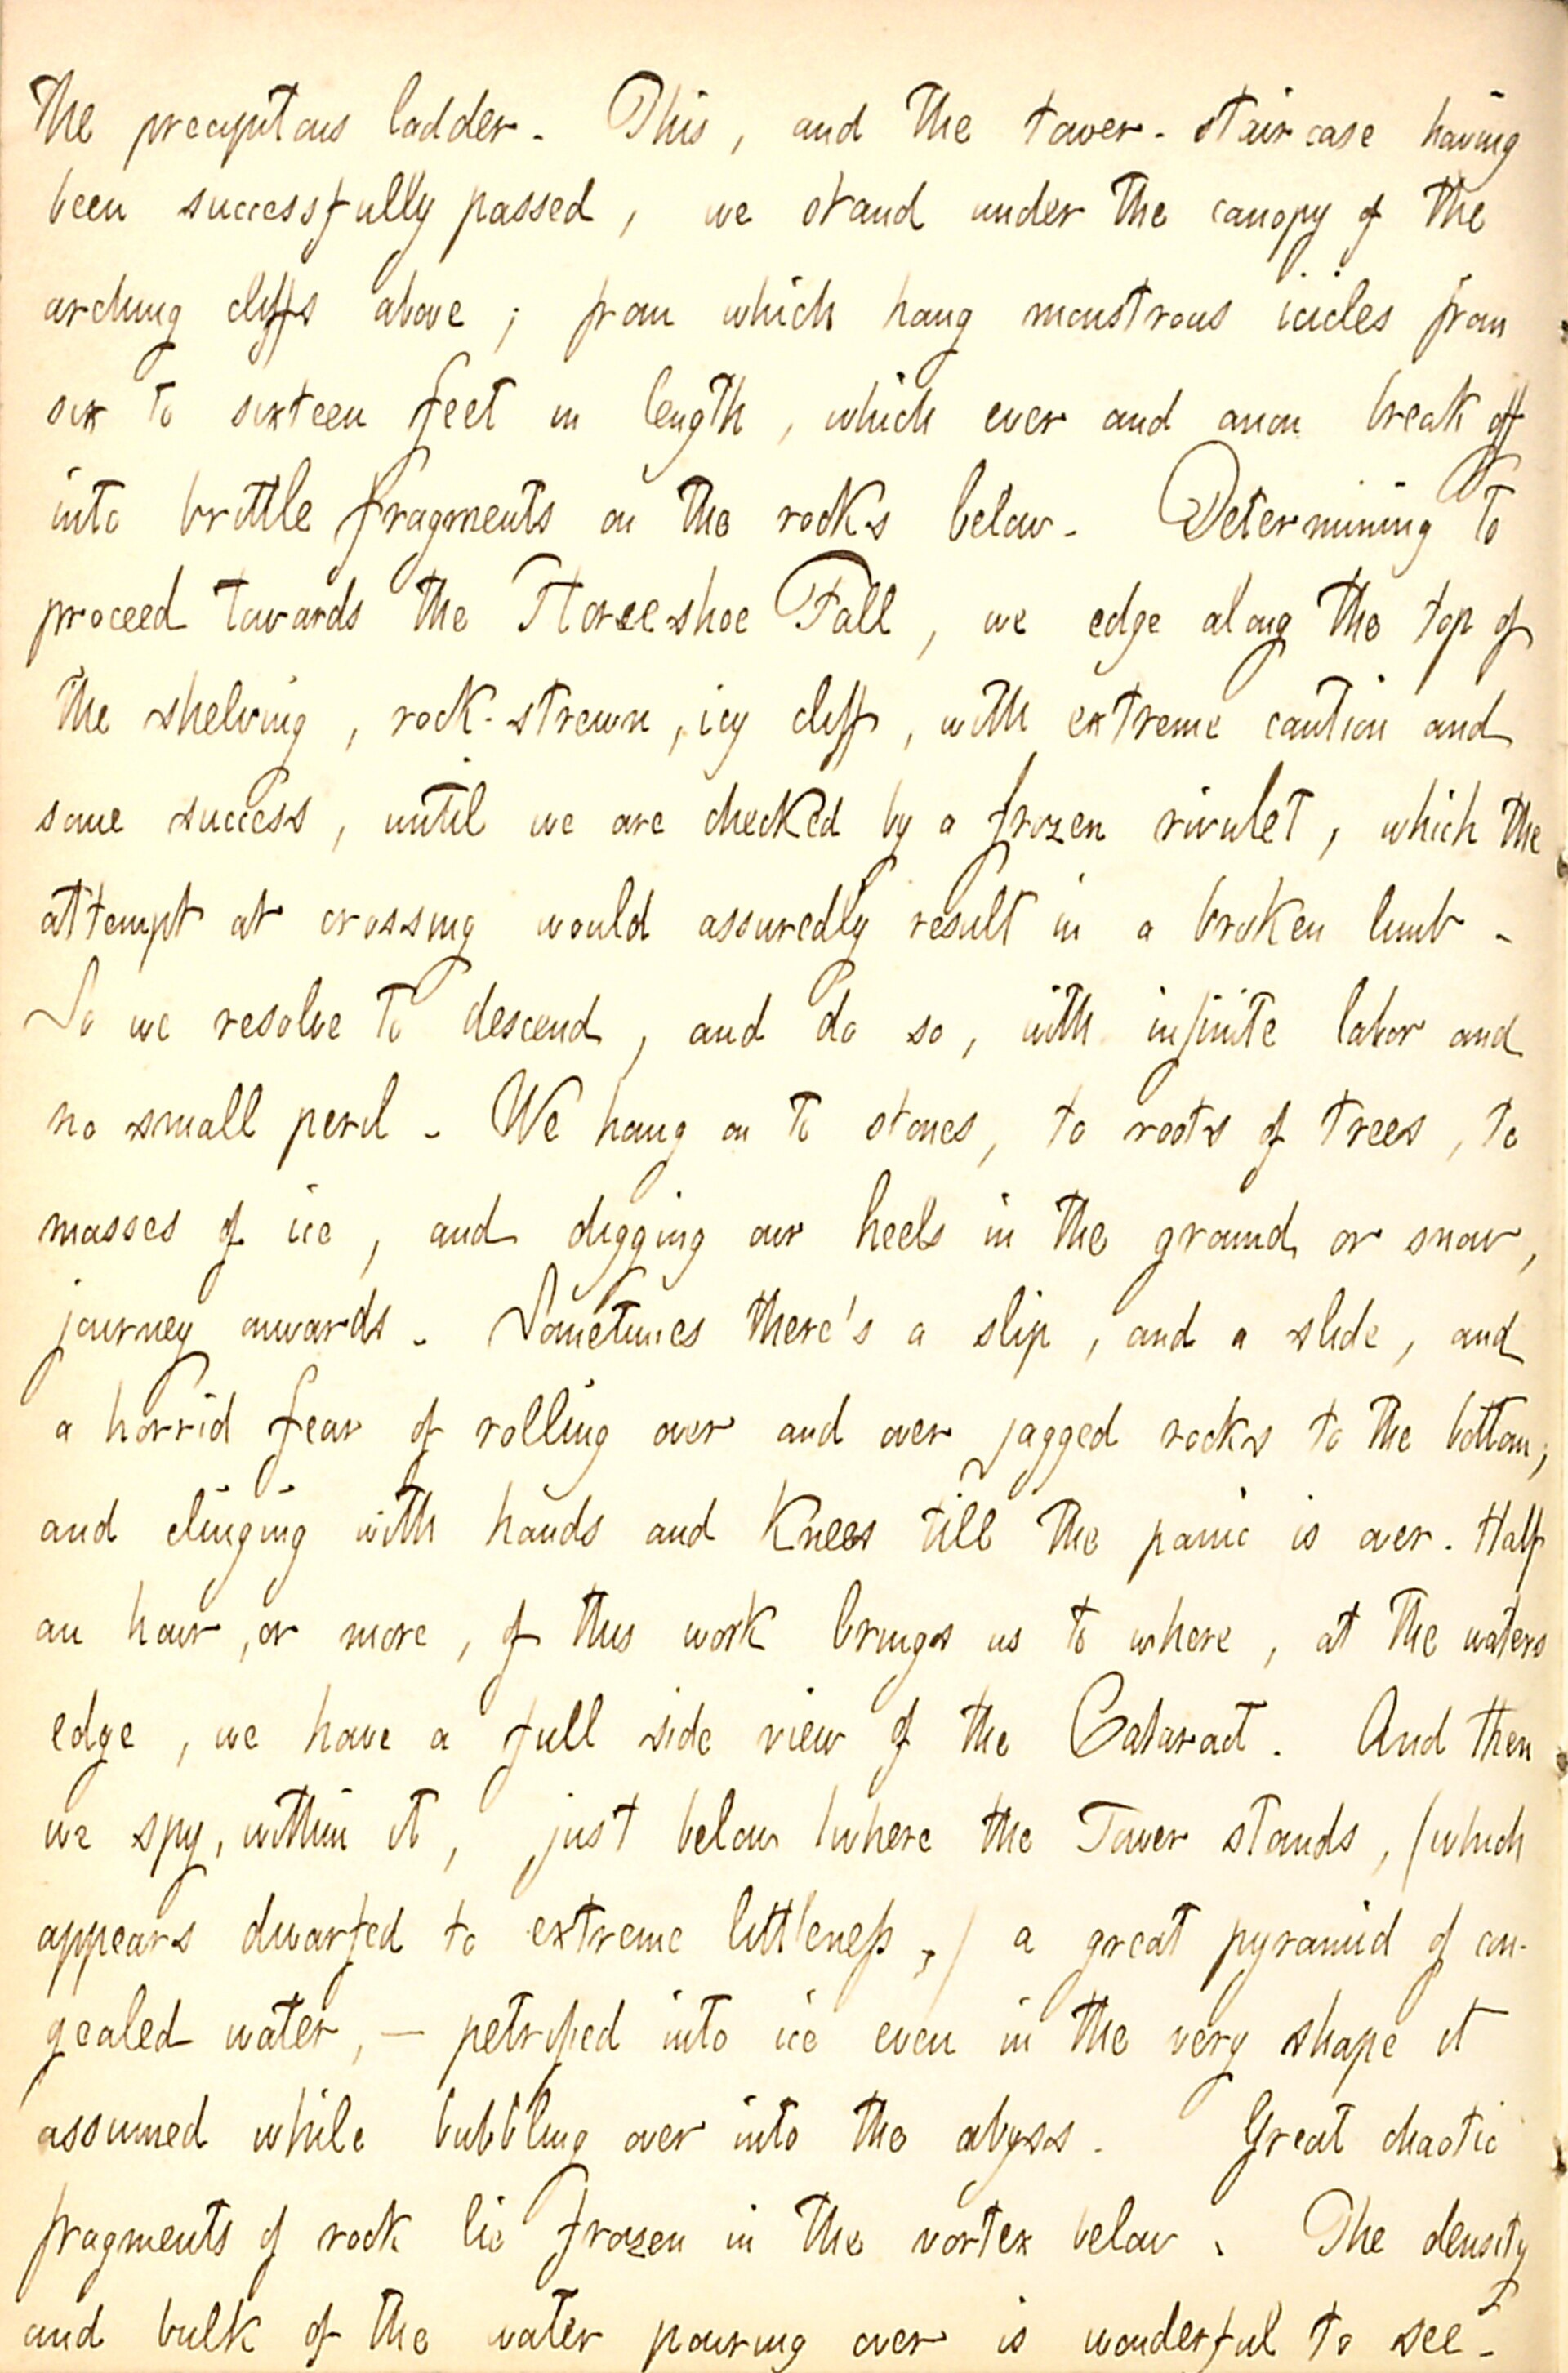 the precipitous ladder. This, and the tower-staircase having
been successfully passed, we stand under the canopy of the
arching cliffs above; from which hang monstrous icicles from
six to sixteen feet in length, which ever and anon break off
into brittle fragments on the rocks below. Determining to
proceed towards the Horse shoe Fall, we edge along the top of
the shelving, rock-strewn, icy cliff, with extreme caution and
some success, until we are checked by a frozen rivulet, which the
attempt at crossing would assuredly result in a broken limb.
So we resolve to descend, and do so, with infinite labor and
no small peril. We hang on to stones, to roots of trees, to
masses of ice, and digging our heels in the ground or snow,
journey onwards. Sometimes there's a slip, and a slide, and
a horrid fear of rolling over and over jagged rocks to the bottom;
and clinging with hands and knees till the panic is over. Half
an hour, or more, of this work brings us to where, at the waters
edge, we have a full side view of the Cataract. And then
we spy, within it, just below where the Tower stands, (which
appears dwarfed to extreme littleness,) a great pyramid of con-
gealed water, — petrified into ice even in the very shape it
assumed while bubbling over into the abyss. Great chaotic
fragments of rock lie frozen in the vortex below. The density
and bulk of the water pouring over is wonderful to see.